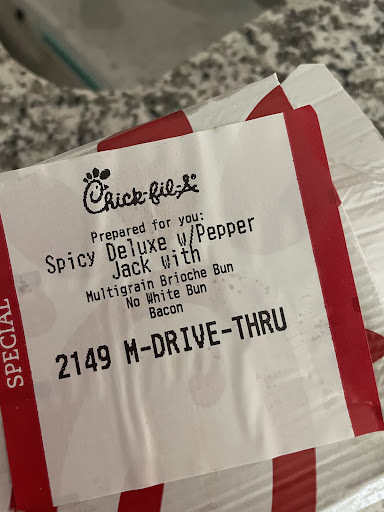 Chick-fil-A
Prepared for you:
Spicy Deluxe w/Pepper
Jack With
Multigrain Brioche Bun
No White Bun
Bacon
2149 M-DRIVE-THRU
SPECIAL